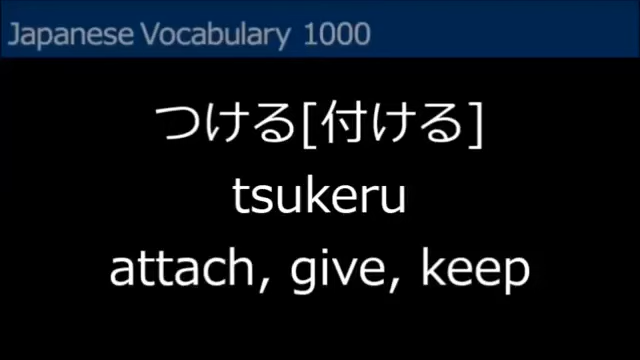 Japanese Vocabulary 1000
つける[付ける]
tsukeru
attach, give, keep